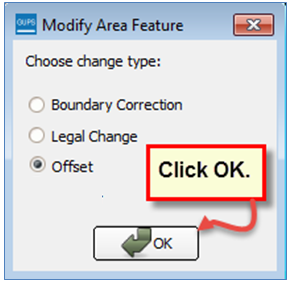 GUPS Modify Area Feature
Choose change type:
Boundary Correction
Legal Change
Offset
Click OK.
OK